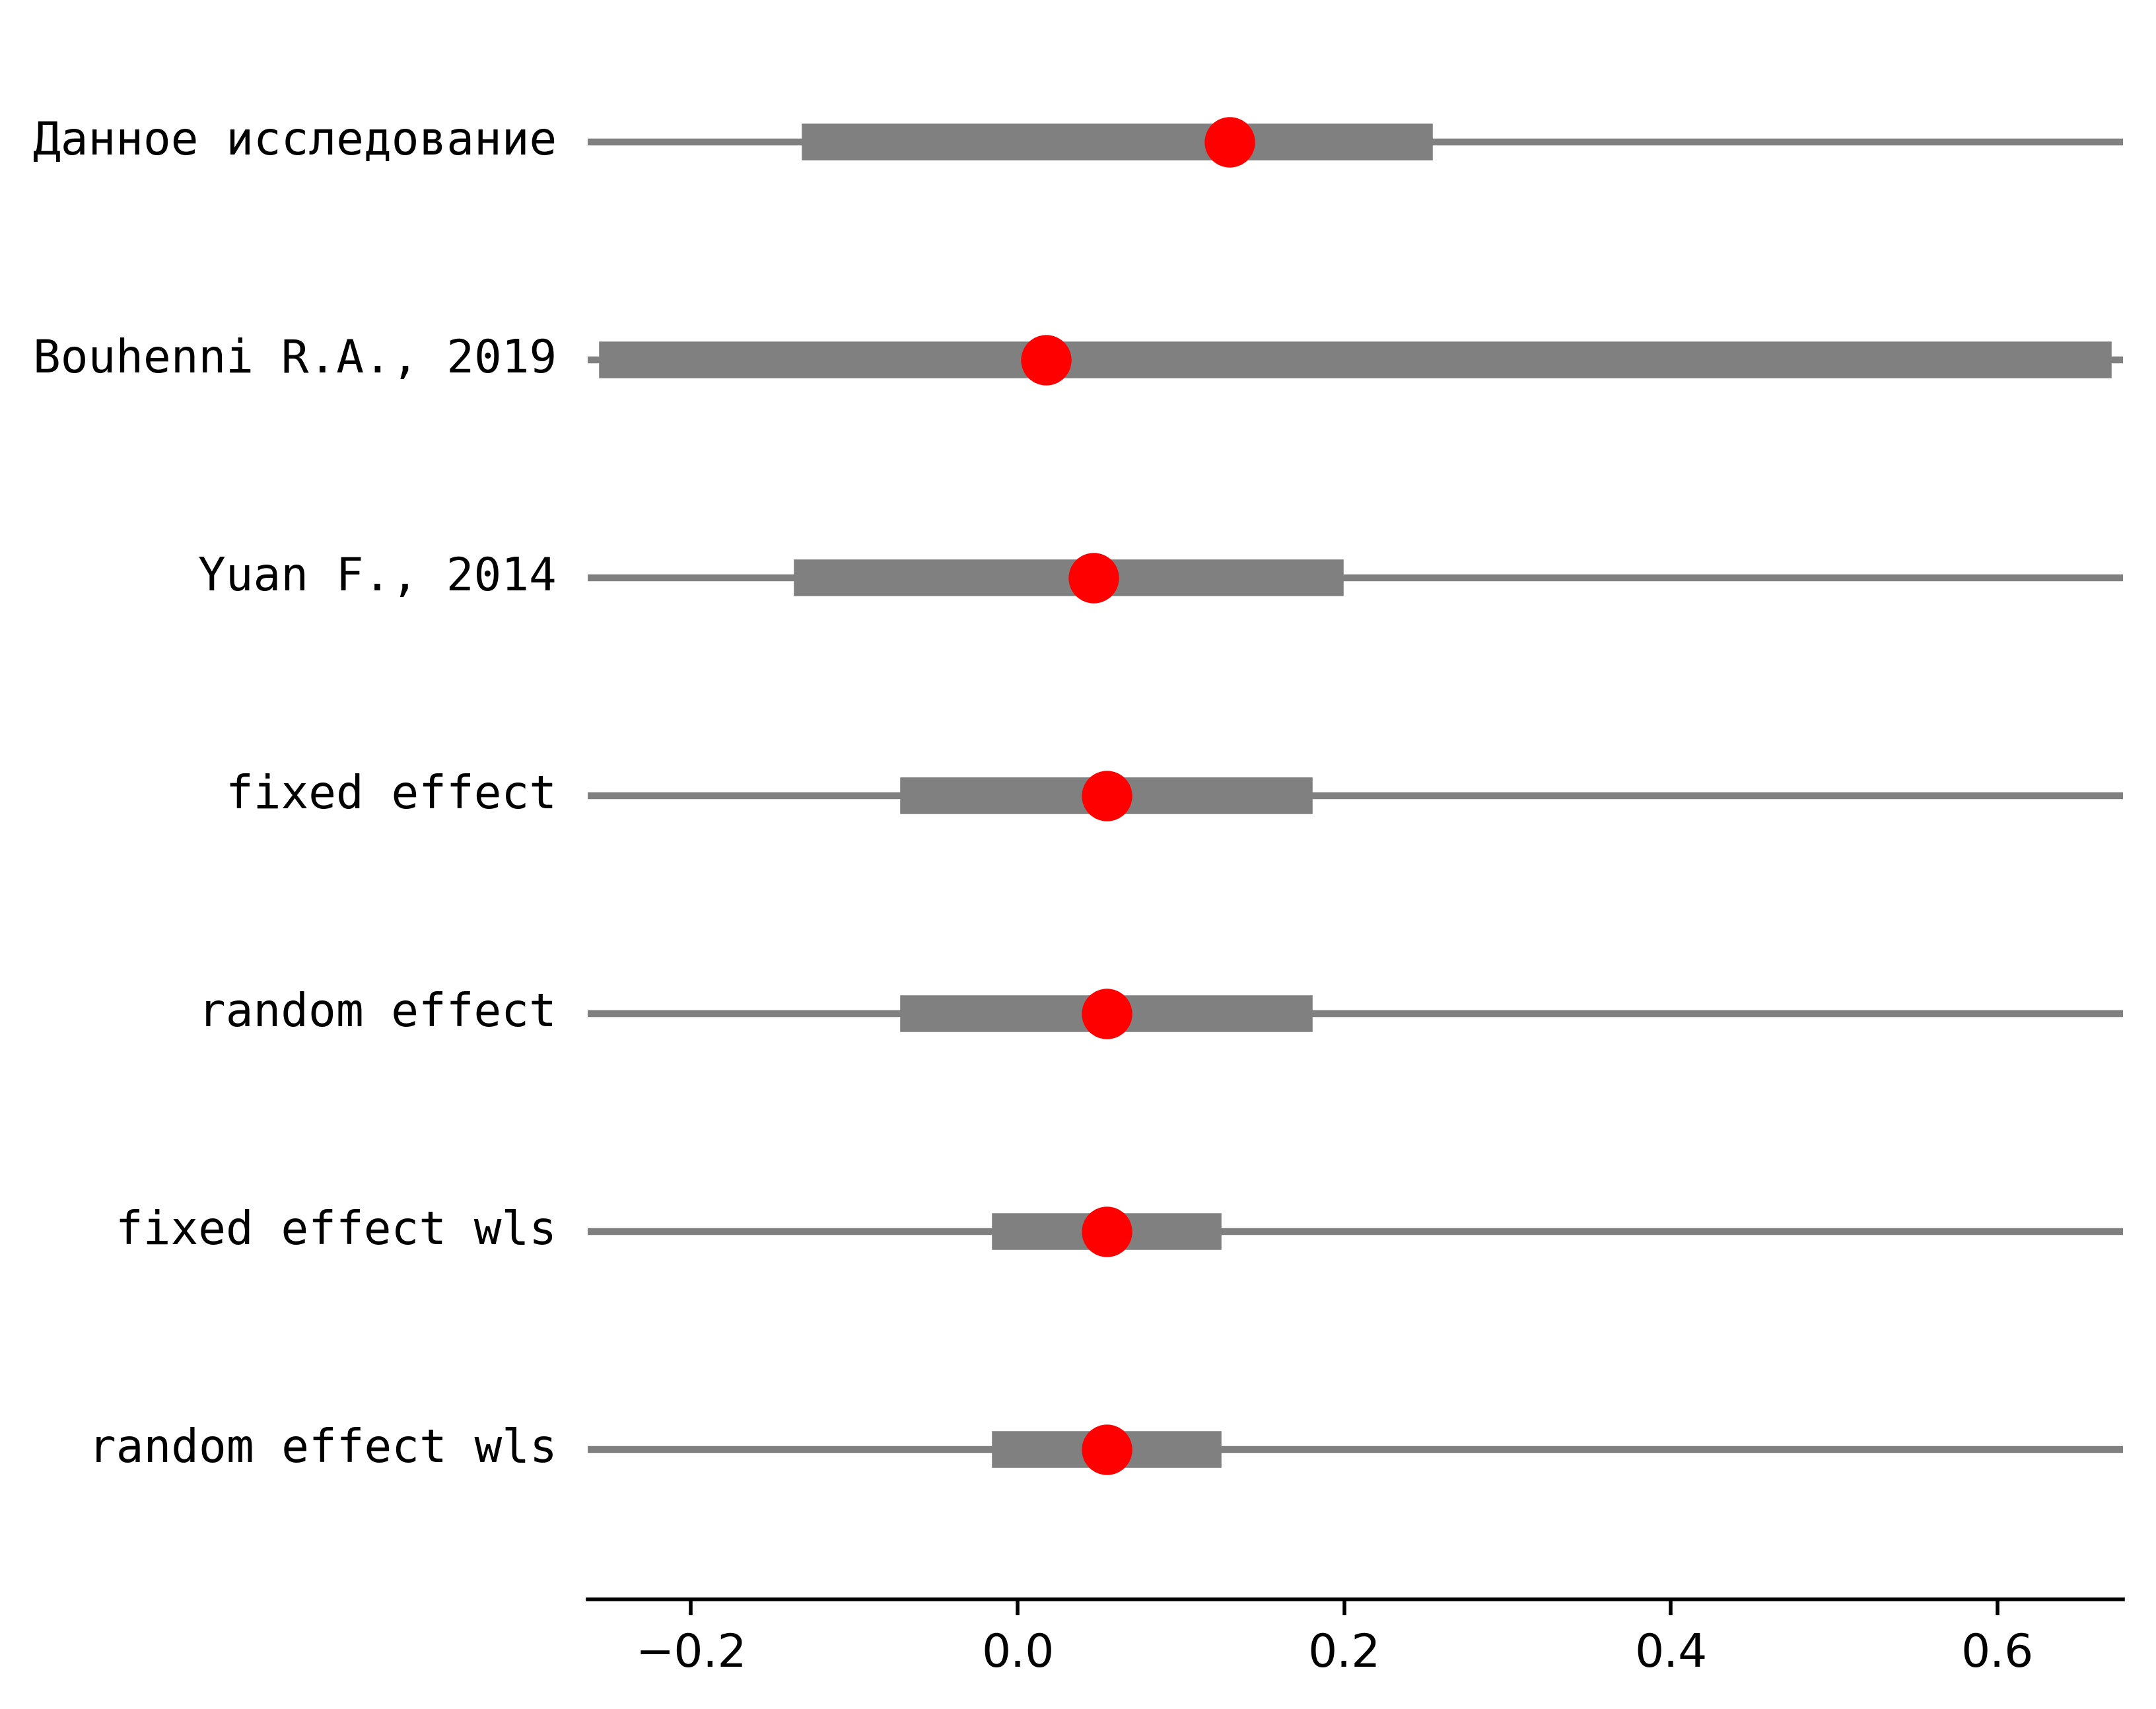 Данное исследование
Bouhenni R.A., 2019
Yuan F., 2014
fixed effect
random effect
fixed effect wls
random effect wls
−0.2 0.0 0.2 0.4 0.6